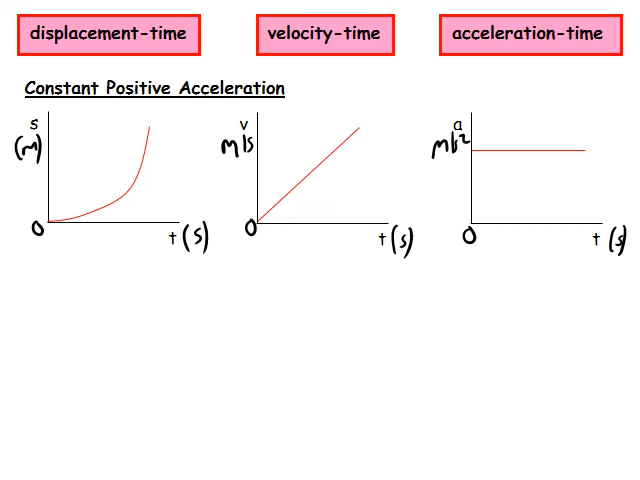 displacement-time velocity-time acceleration-time
Constant Positive Acceleration
s v a
(m) m/s m/s²
0 0 0
t (s) t (s) t (s)